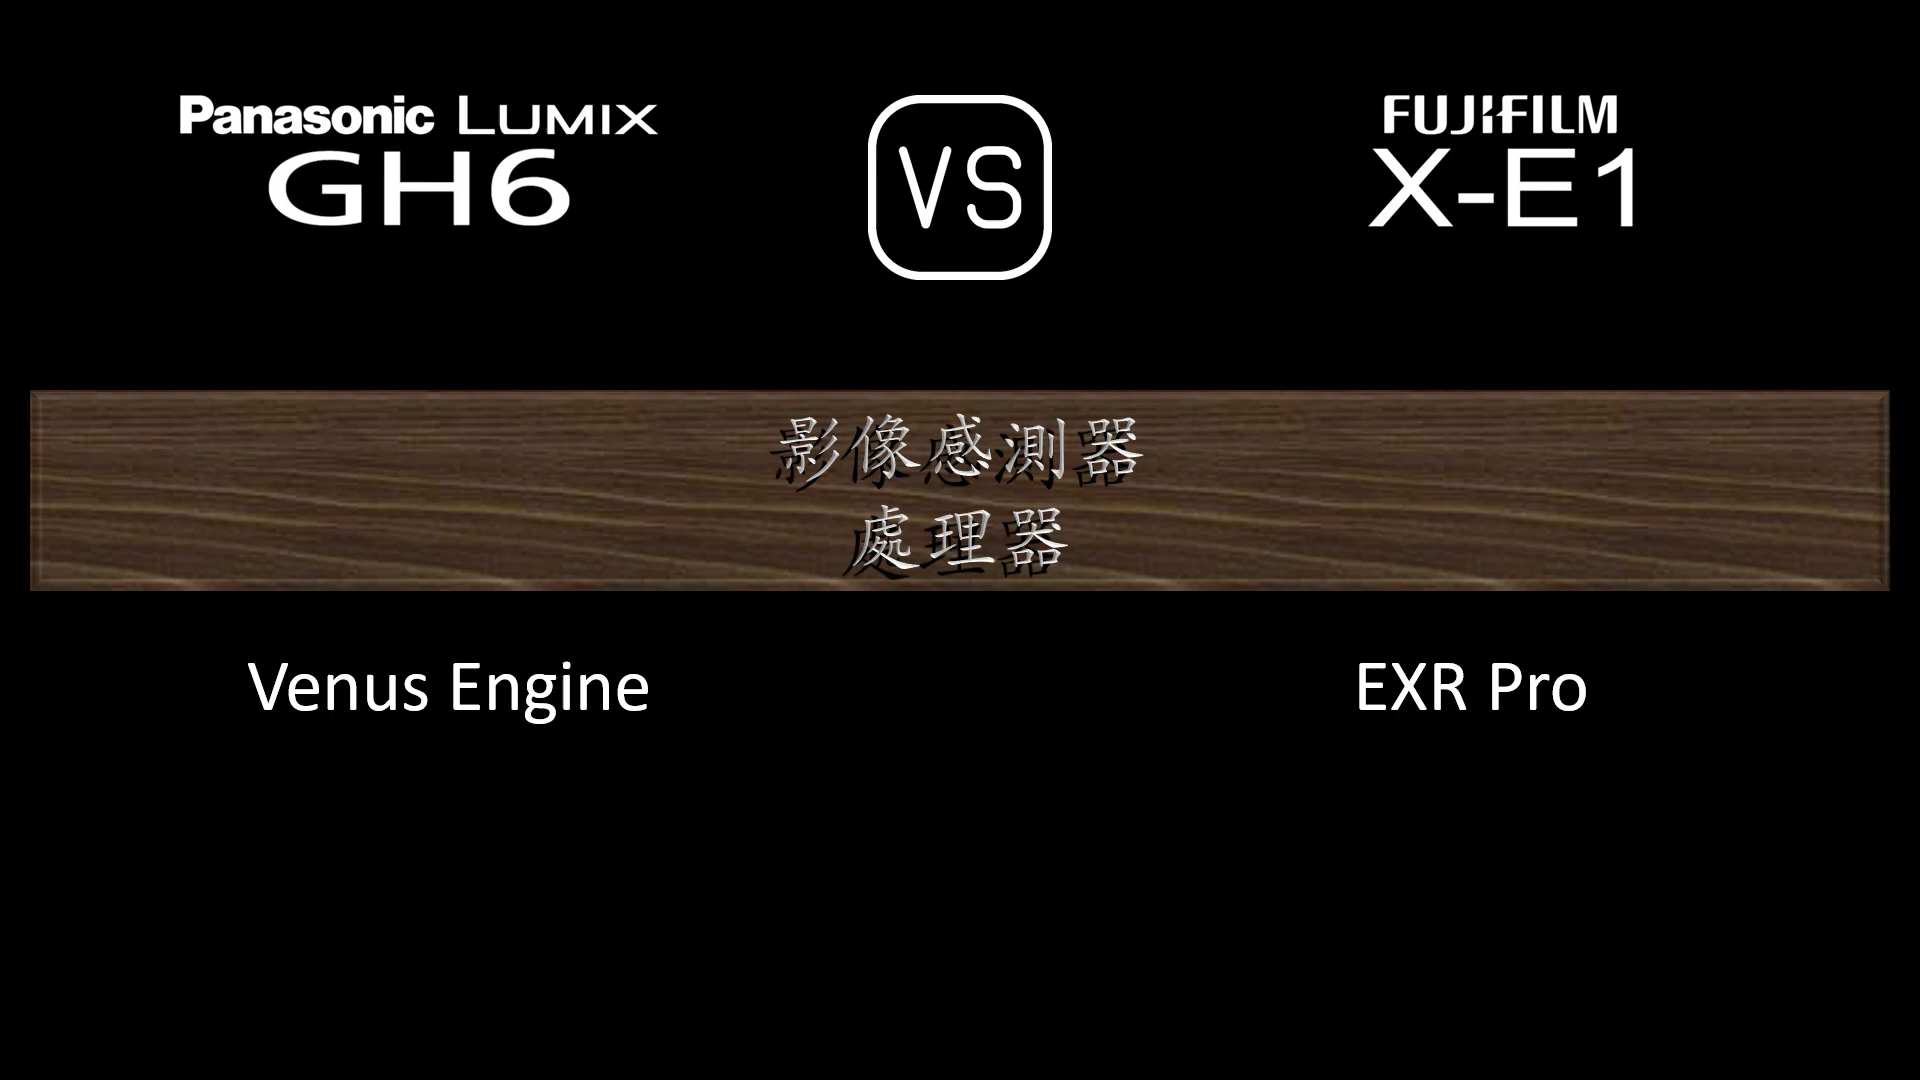 Panasonic LUMIX
GH6
VS
FUJIFILM
X-E1
影像感測器
處理器
Venus Engine
EXR Pro